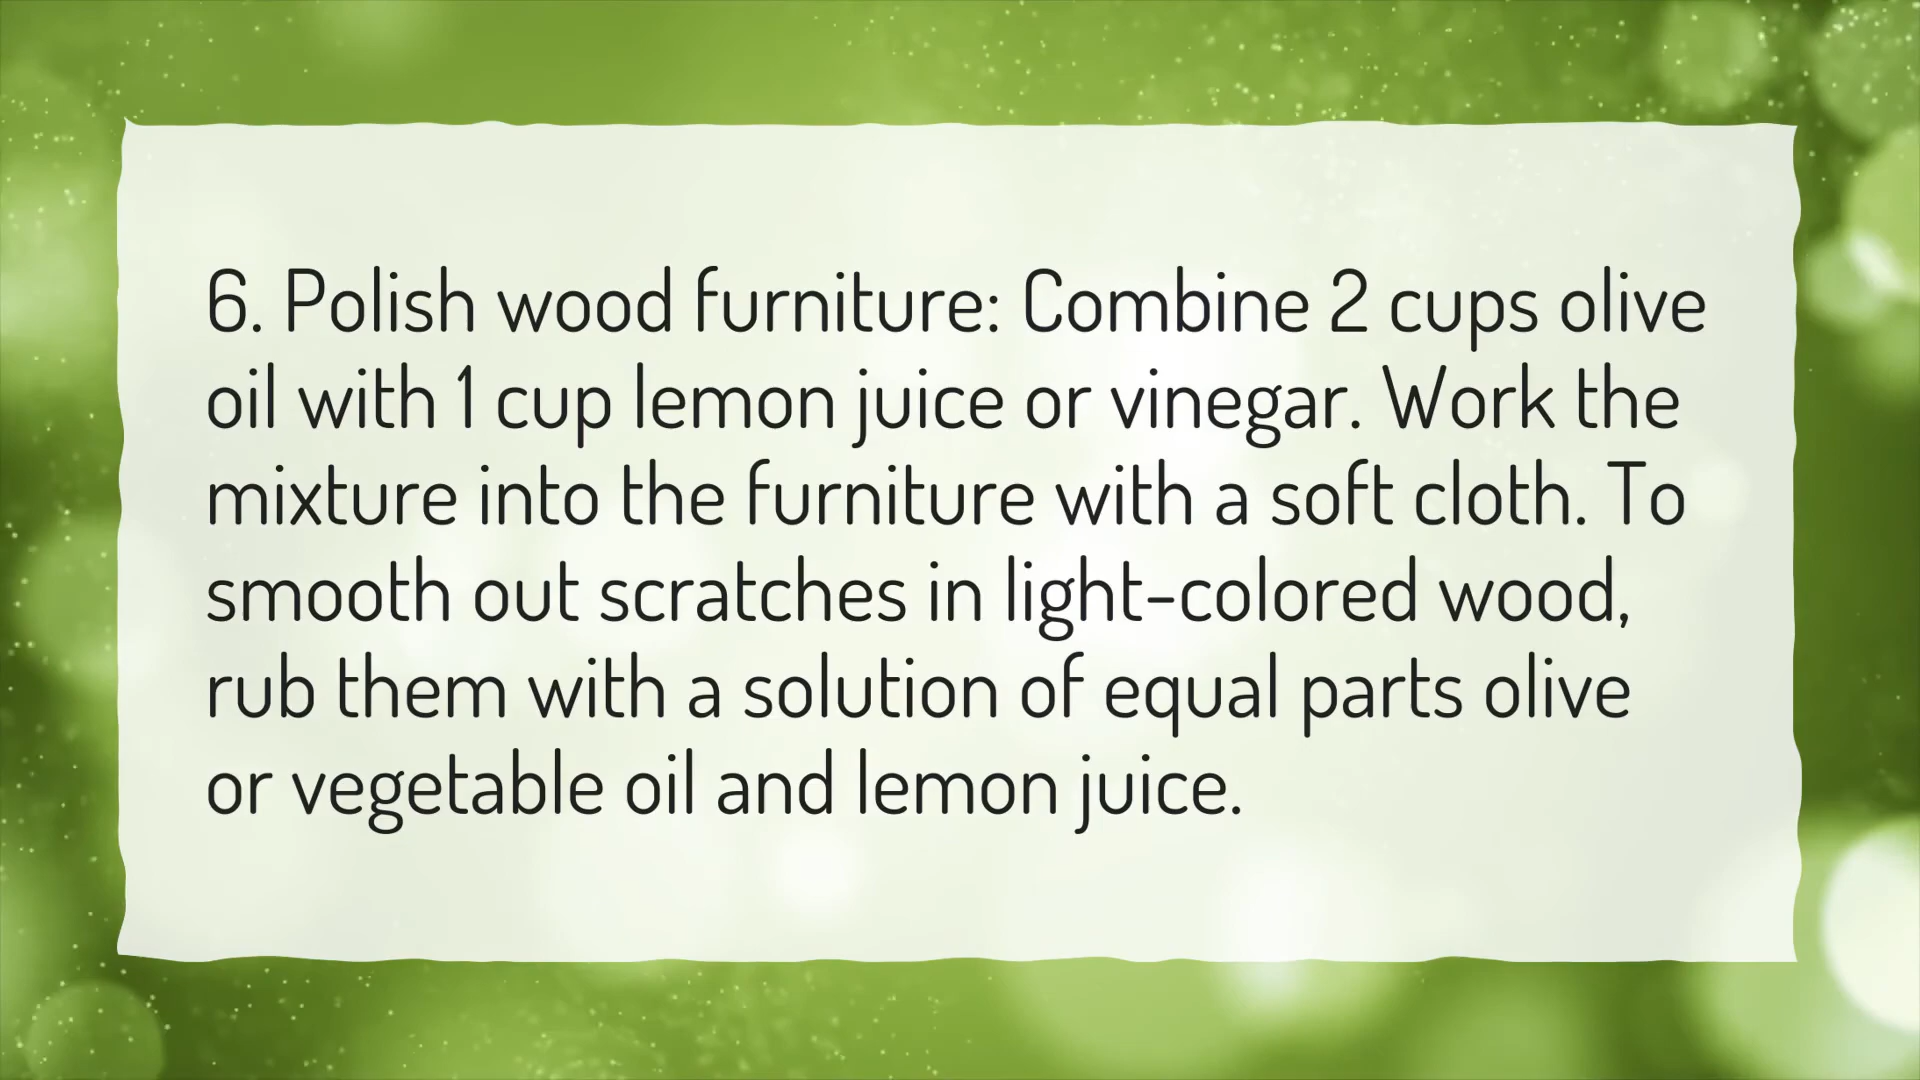 6. Polish wood furniture: Combine 2 cups olive
oil with 1 cup lemon juice or vinegar. Work the
mixture into the furniture with a soft cloth. To
smooth out scratches in light-colored wood,
rub them with a solution of equal parts olive
or vegetable oil and lemon juice.